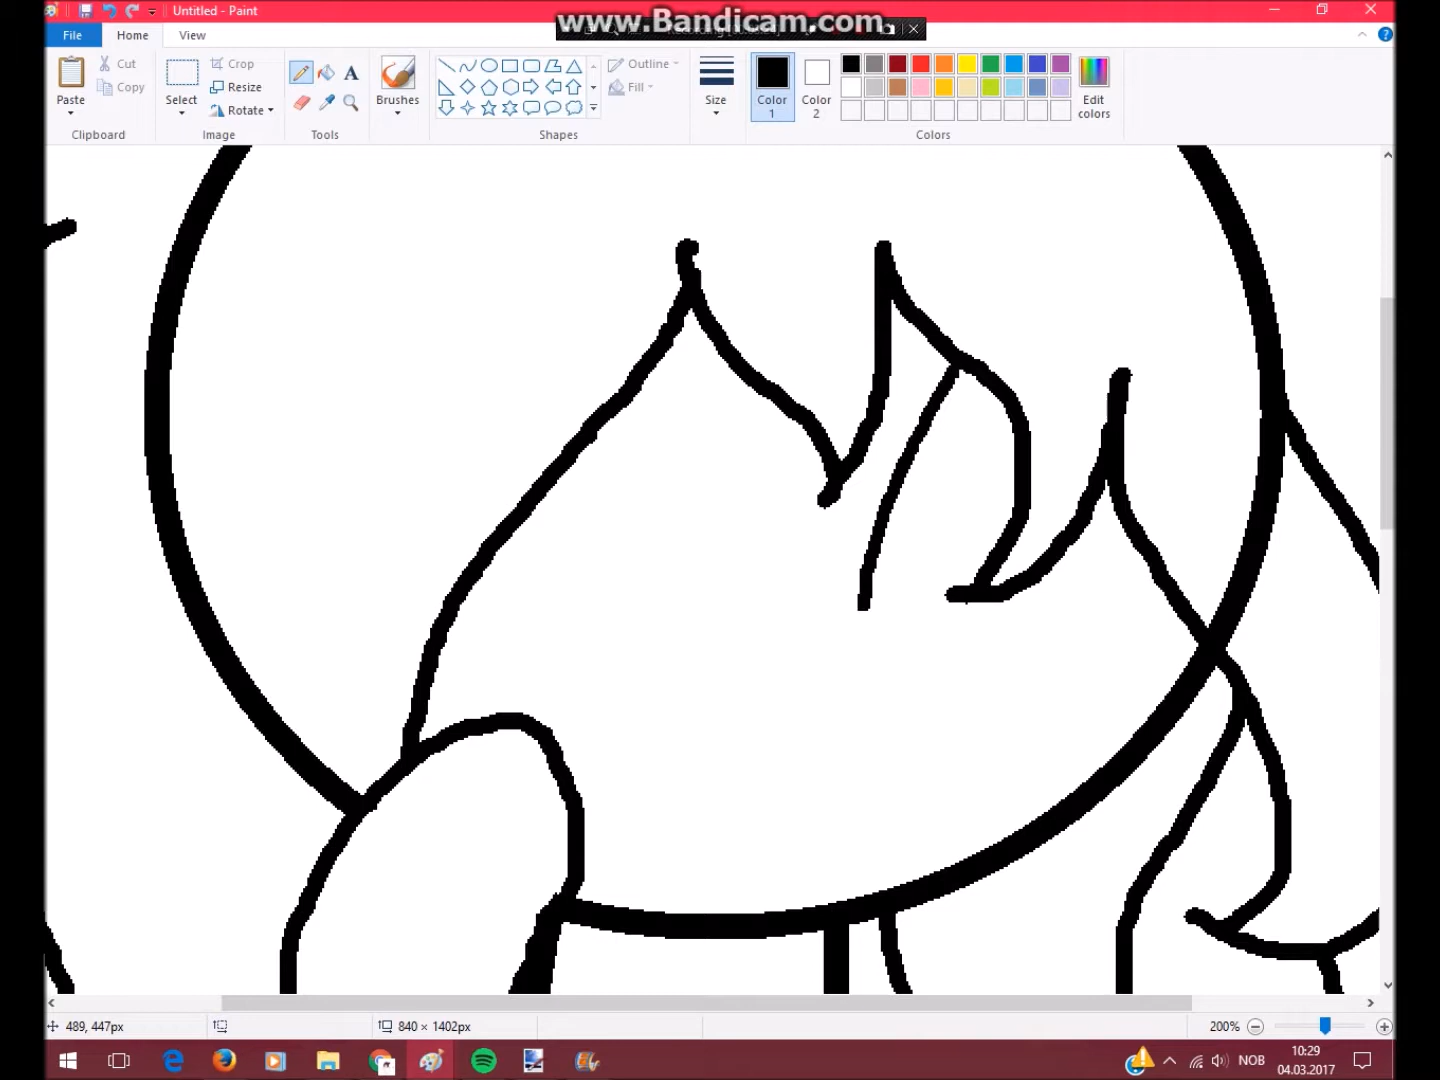 Untitled - Paint
www.Bandicam.com
File
Home
View
Paste
Cut
Copy
Clipboard
Select
Crop
Resize
Rotate
Image
A
Tools
Brushes
Outline
Fill
Shapes
Size
Color 1
Color 2
Edit colors
Colors
489, 447px
840 × 1402px
200%
NOB
10:29
04.03.2017